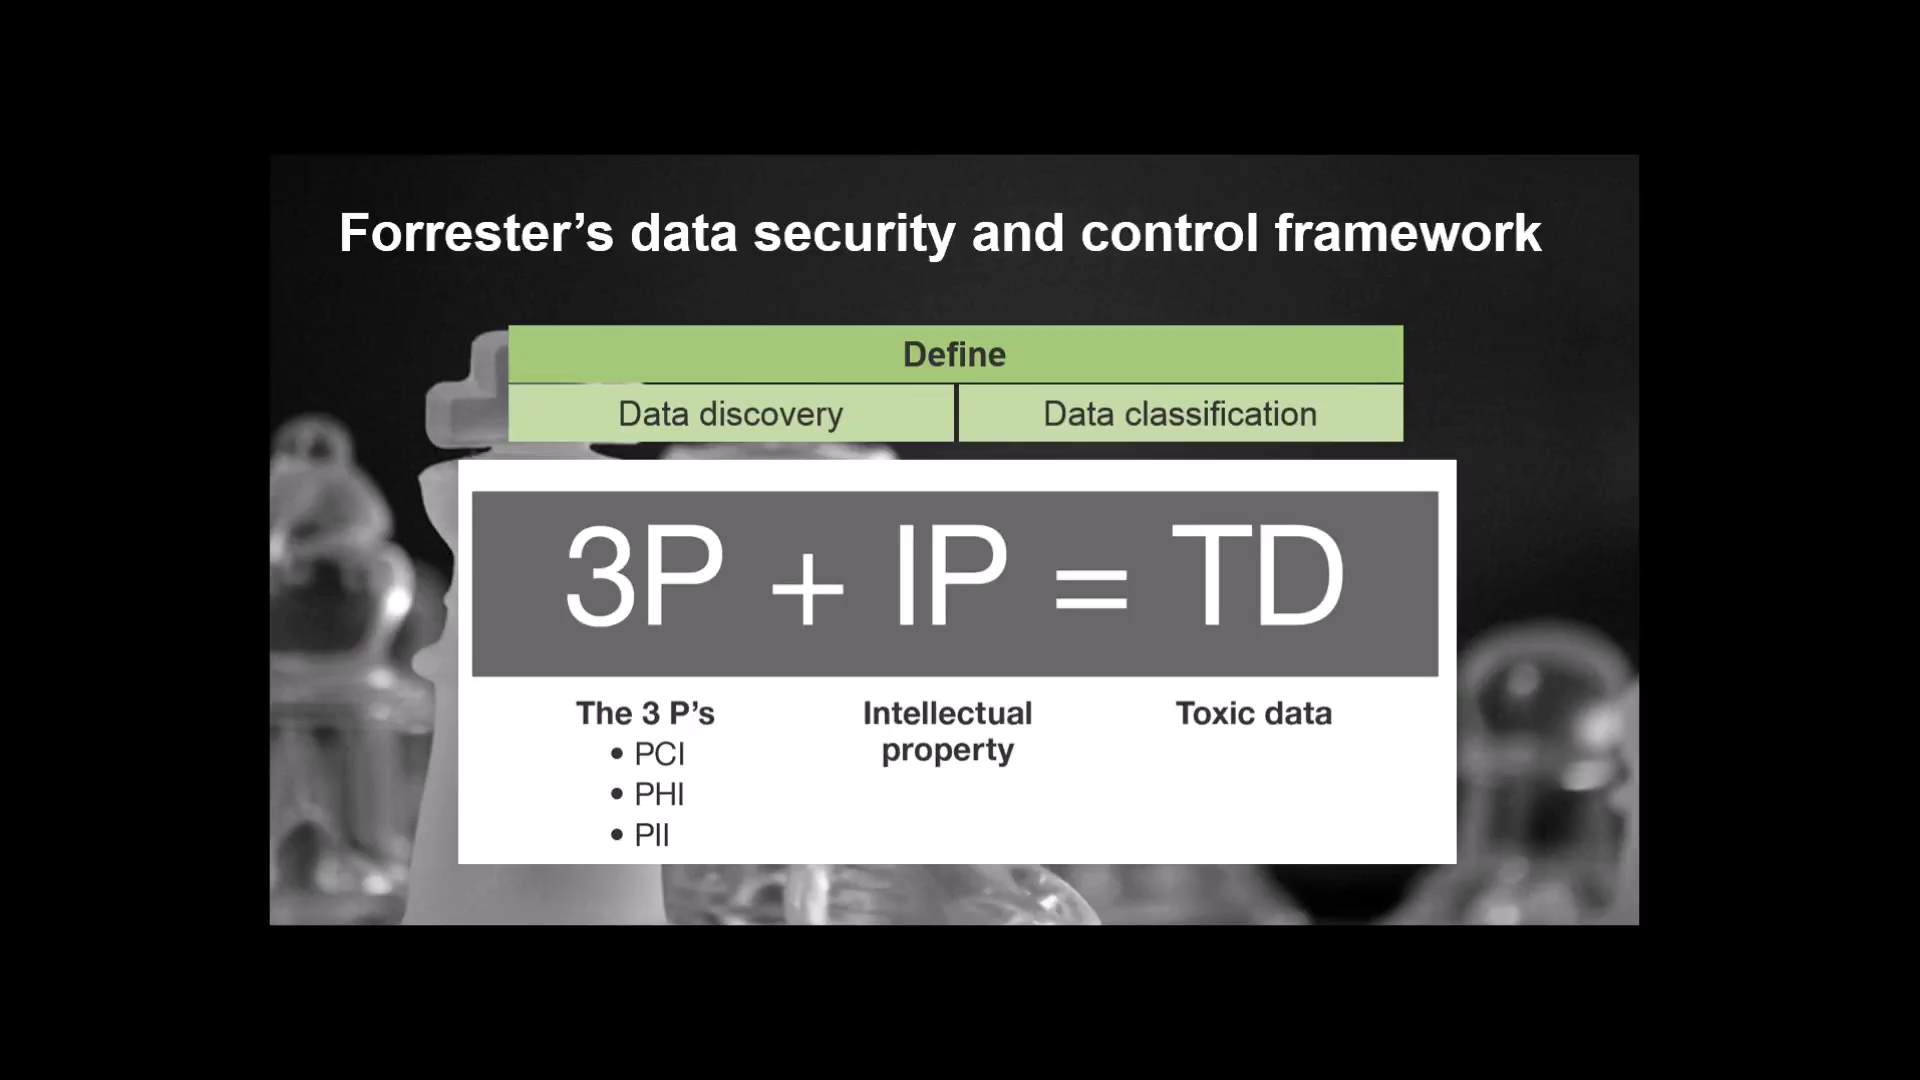 Forrester’s data security and control framework
Define
Data discovery
Data classification
3P + IP = TD
The 3 P’s
• PCI
• PHI
• PII
Intellectual
property
Toxic data